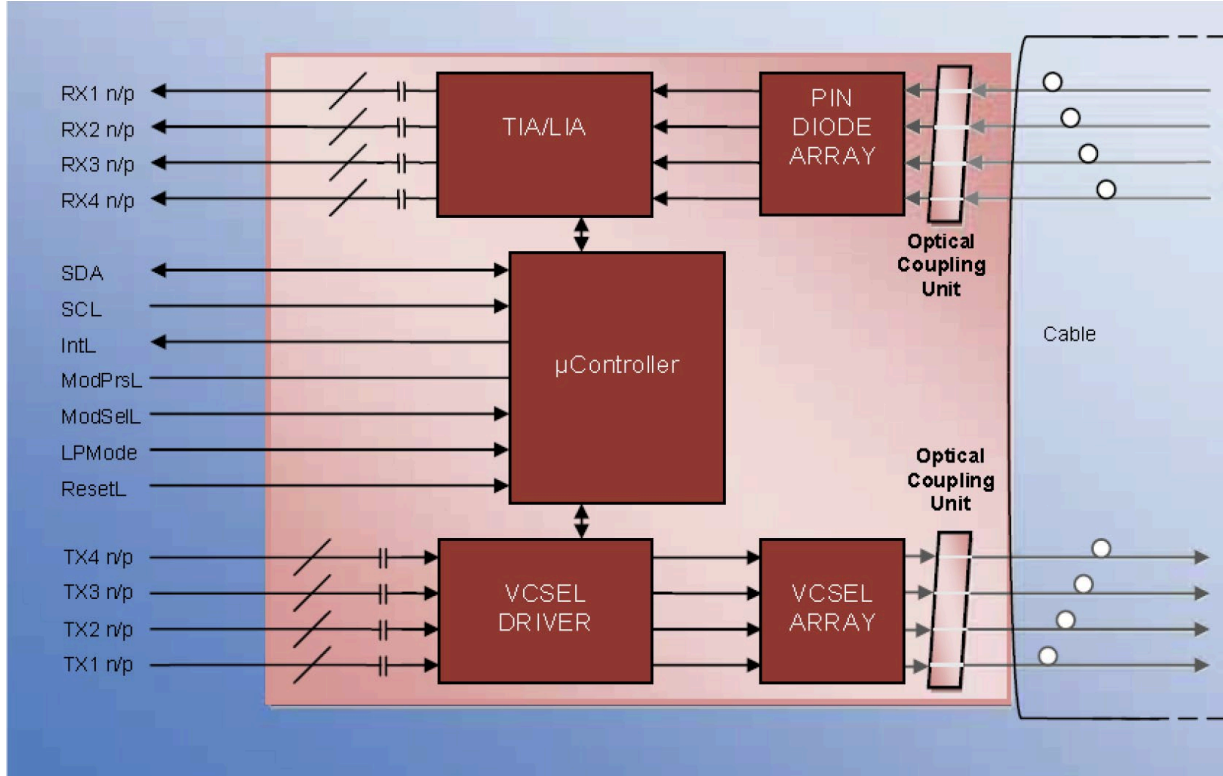 RX1 n/p
RX2 n/p
RX3 n/p
RX4 n/p
TIA/LIA
PIN
DIODE
ARRAY
Optical
Coupling
Unit
SDA
SCL
IntL
ModPrsL
ModSelL
LPMode
ResetL
µController
Cable
Optical
Coupling
Unit
TX4 n/p
TX3 n/p
TX2 n/p
TX1 n/p
VCSEL
DRIVER
VCSEL
ARRAY